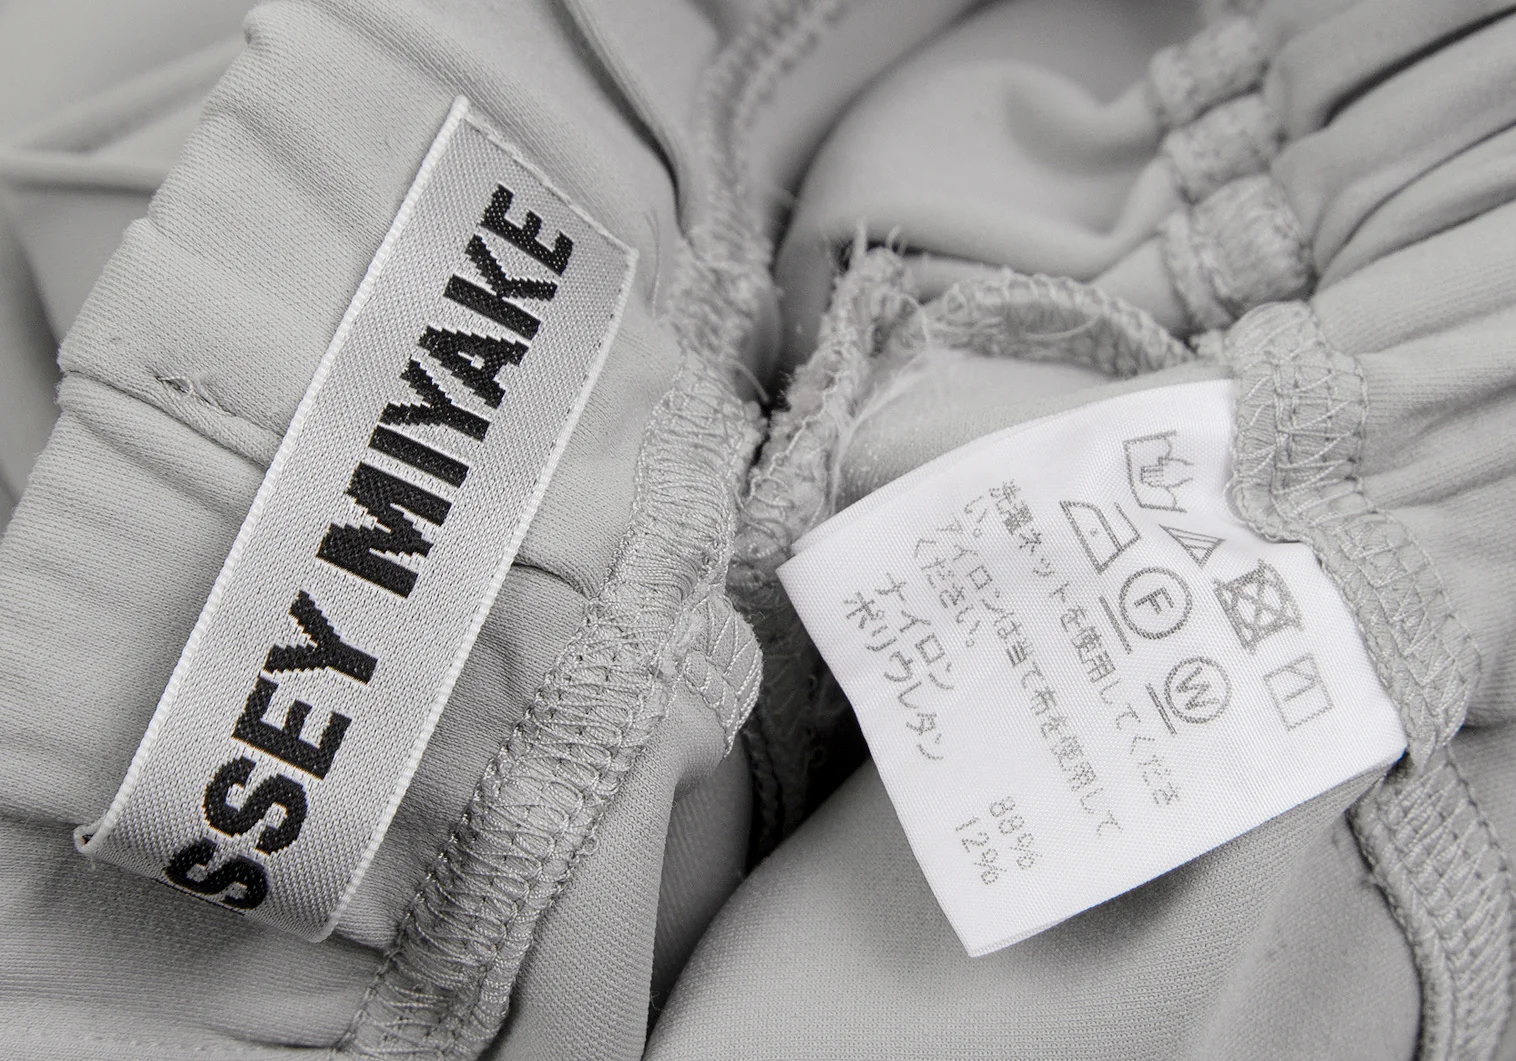 ISSEY MIYAKE
F
W
洗濯ネットを使用してくださ
い。
アイロンは当て布を使用して
ください。
ナイロン 88%
ポリウレタン 12%